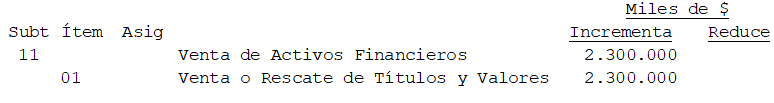 Miles de $
Subt Ítem Asig Incrementa Reduce
11 Venta de Activos Financieros 2.300.000
01 Venta o Rescate de Títulos y Valores 2.300.000